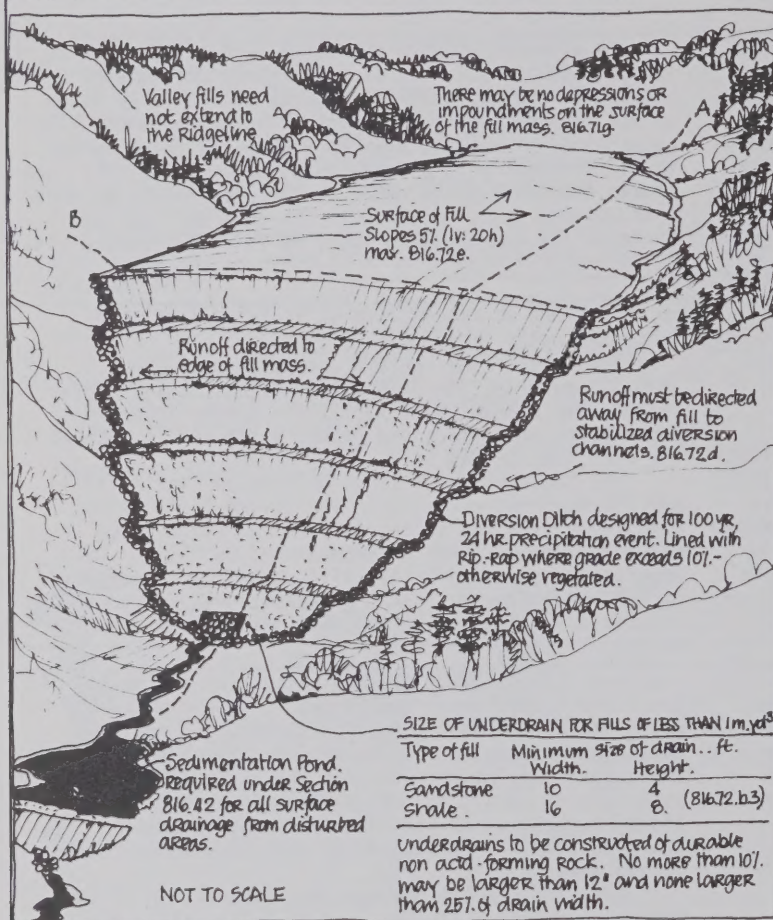 Valley fills need
not extend to
the Ridgeline
There may be no depressions or
impoundments on the surface
of the fill mass. 816.71g.
A
B
Surface of Fill
Slopes 5%. (1v: 20h)
max. 816.72e.
B'
Runoff directed to
edge of fill mass.
Runoff must be directed
away from fill to
stabilized diversion
channels. 816.72d.
Diversion Ditch designed for 100 yr,
24 hr precipitation event. Lined with
Rip-Rap where grade exceeds 10%.-
otherwise vegetated.
Sedimentation Pond.
Required under Section
816.42 for all surface
drainage from disturbed
areas.
NOT TO SCALE
SIZE OF UNDERDRAIN FOR FILLS OF LESS THAN 1m.yd³
Type of fill Minimum size of drain.. ft.
Width. Height.
Sandstone 10 4
Shale. 16 8. (816.72.b.3)
underdrains to be constructed of durable
non acid-forming rock. No more than 10%.
may be larger than 12" and none larger
than 25%. of drain width.